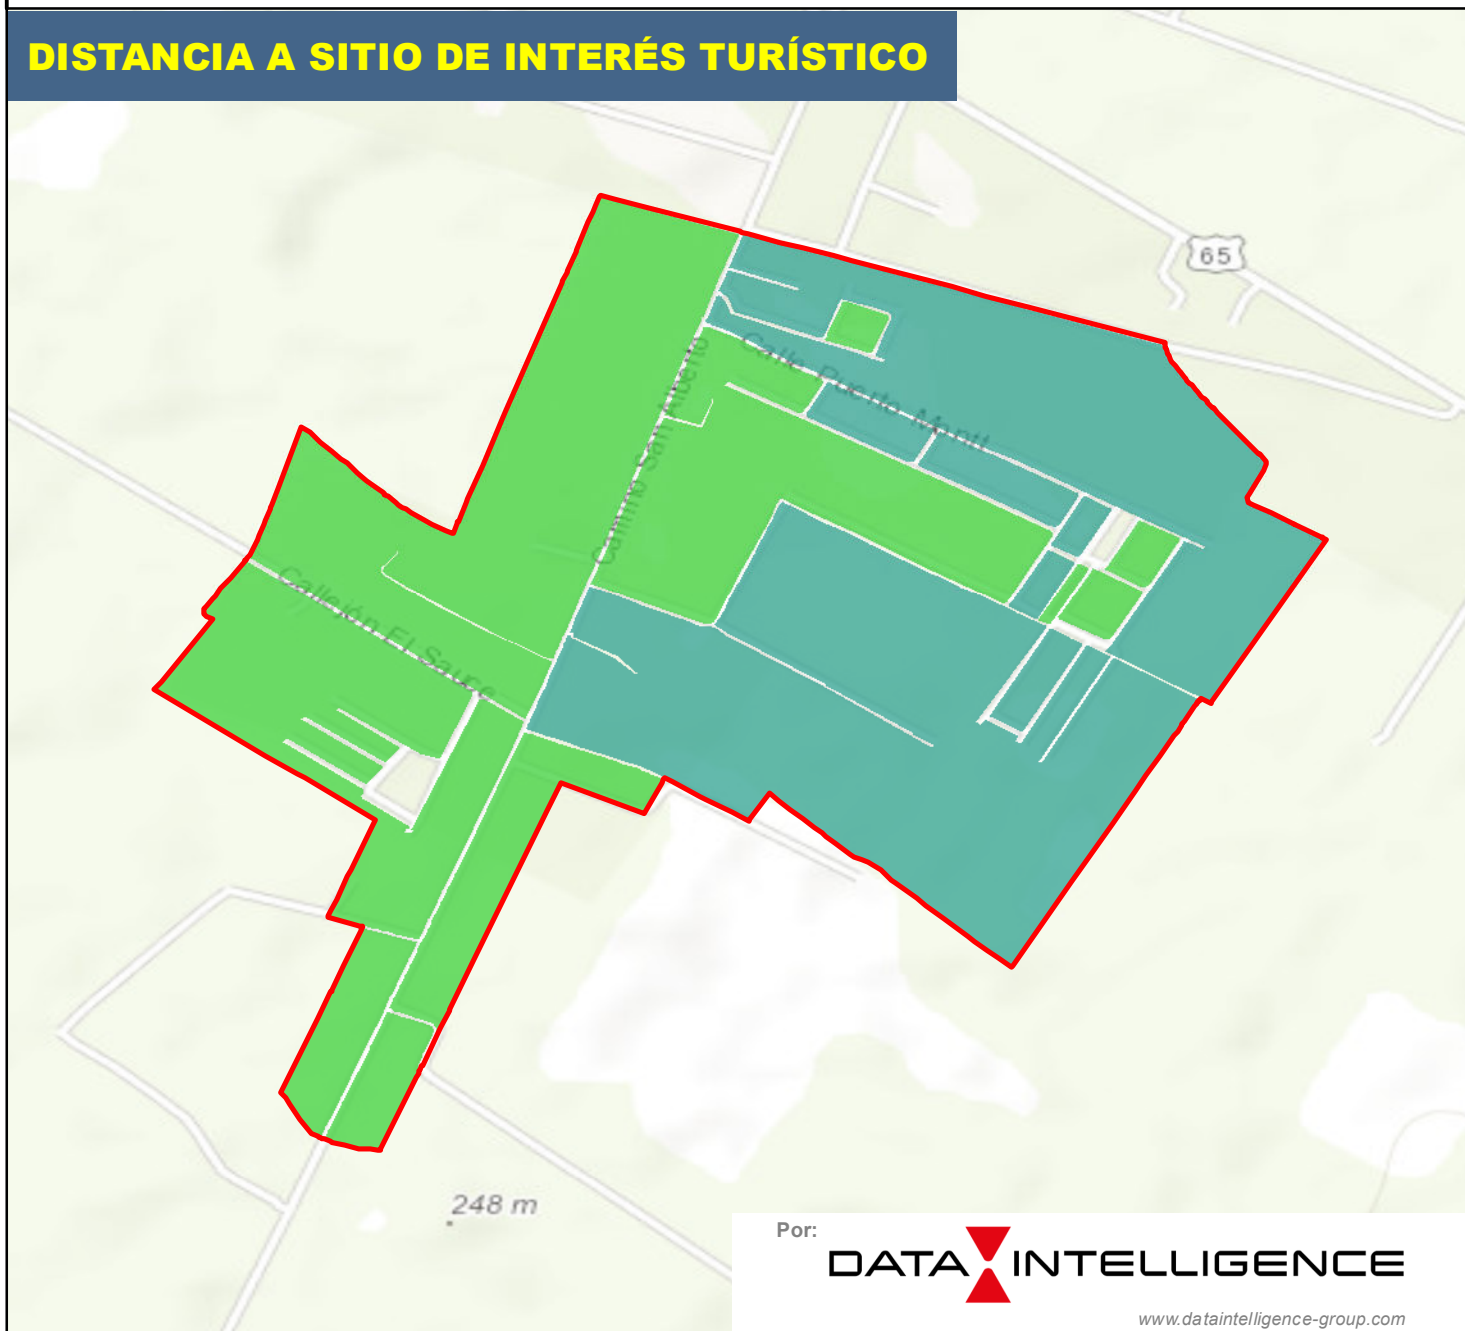 DISTANCIA A SITIO DE INTERÉS TURÍSTICO
65
Calle Puerto Montt
Camino San Alberto
Callejón El Sauce
248 m
Por:
DATA INTELLIGENCE
www.dataintelligence-group.com